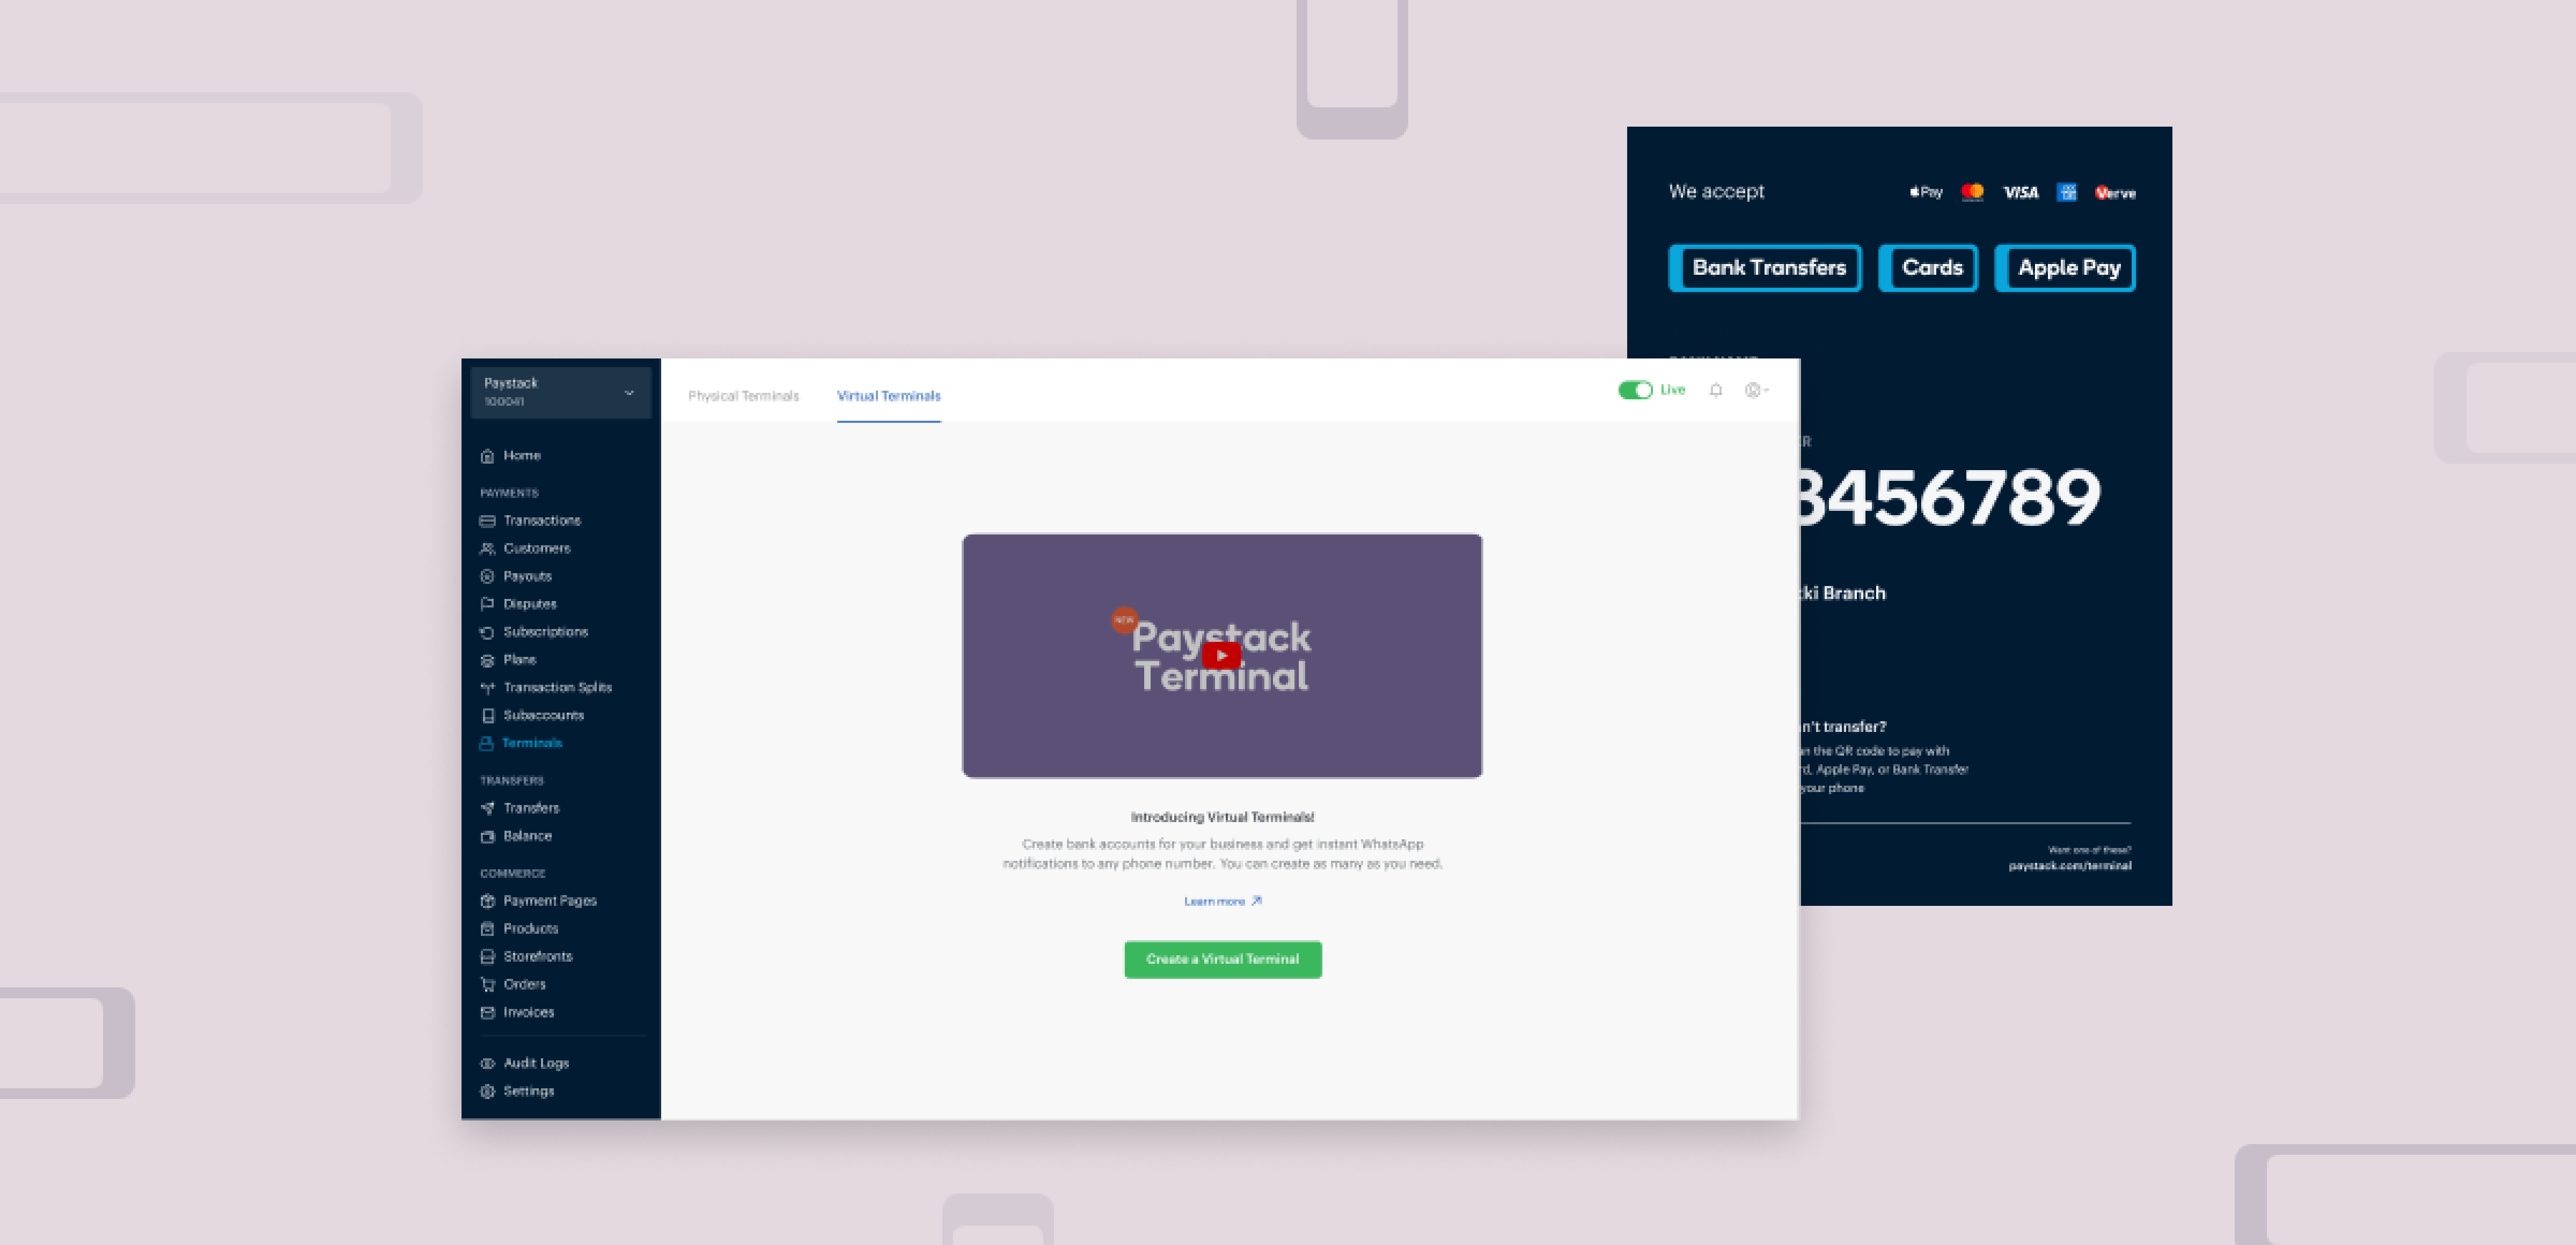 We accept
Pay VISA Verve
Bank Transfers Cards Apple Pay
3456789
Branch
transfer?
the QR code to pay with
Apple Pay, or Bank Transfer
your phone
Want one of these?
paystack.com/terminal
Paystack
100041
Home
PAYMENTS
Transactions
Customers
Payouts
Disputes
Subscriptions
Plans
Transaction Splits
Subaccounts
Terminals
TRANSFERS
Transfers
Balance
COMMERCE
Payment Pages
Products
Storefronts
Orders
Invoices
Audit Logs
Settings
Physical Terminals Virtual Terminals
Live
NEW
Paystack
Terminal
Introducing Virtual Terminals!
Create bank accounts for your business and get instant WhatsApp
notifications to any phone number. You can create as many as you need.
Learn more
Create a Virtual Terminal